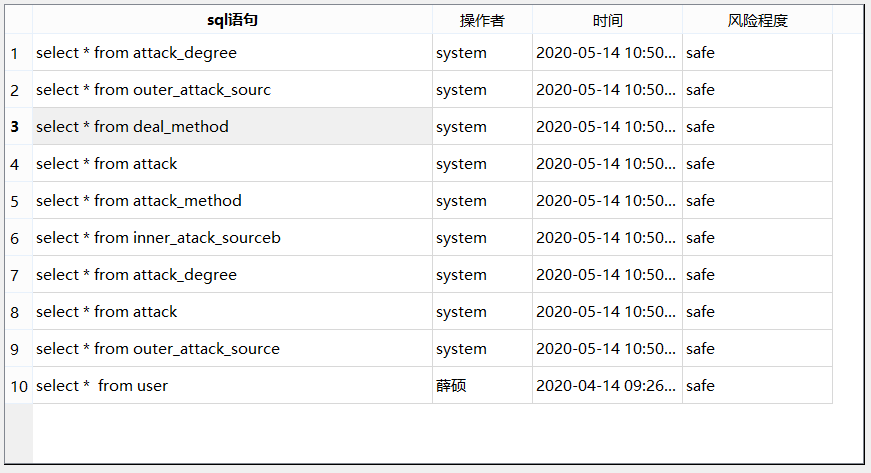 sql语句 操作者 时间 风险程度
1 select * from attack_degree system 2020-05-14 10:50... safe
2 select * from outer_attack_sourc system 2020-05-14 10:50... safe
3 select * from deal_method system 2020-05-14 10:50... safe
4 select * from attack system 2020-05-14 10:50... safe
5 select * from attack_method system 2020-05-14 10:50... safe
6 select * from inner_atack_sourceb system 2020-05-14 10:50... safe
7 select * from attack_degree system 2020-05-14 10:50... safe
8 select * from attack system 2020-05-14 10:50... safe
9 select * from outer_attack_source system 2020-05-14 10:50... safe
10 select *  from user 薛硕 2020-04-14 09:26... safe